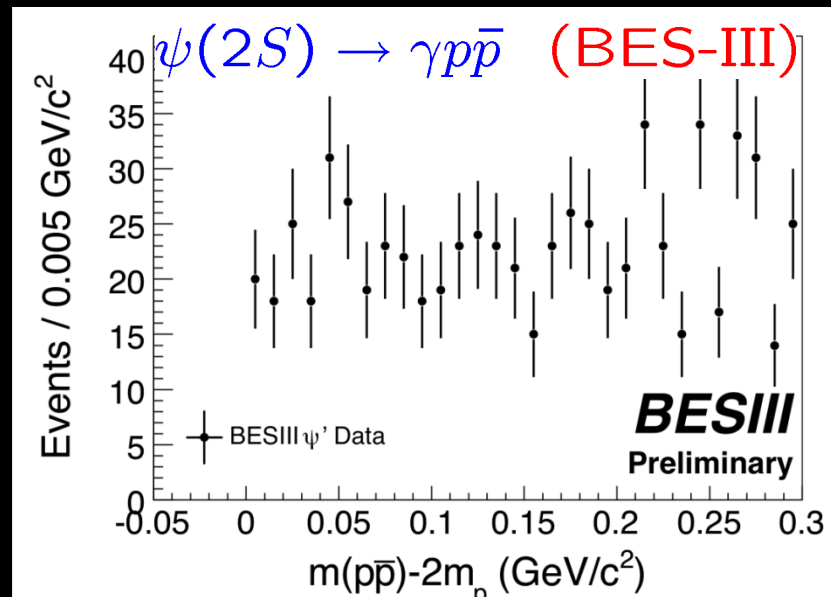 ψ(2S) → γpp̄ (BES-III)
Events / 0.005 GeV/c²
40
35
30
25
20
15
10
5
0
BESIII ψ' Data
BESIII
Preliminary
-0.05 0 0.05 0.1 0.15 0.2 0.25 0.3
m(pp̄)-2mₚ (GeV/c²)